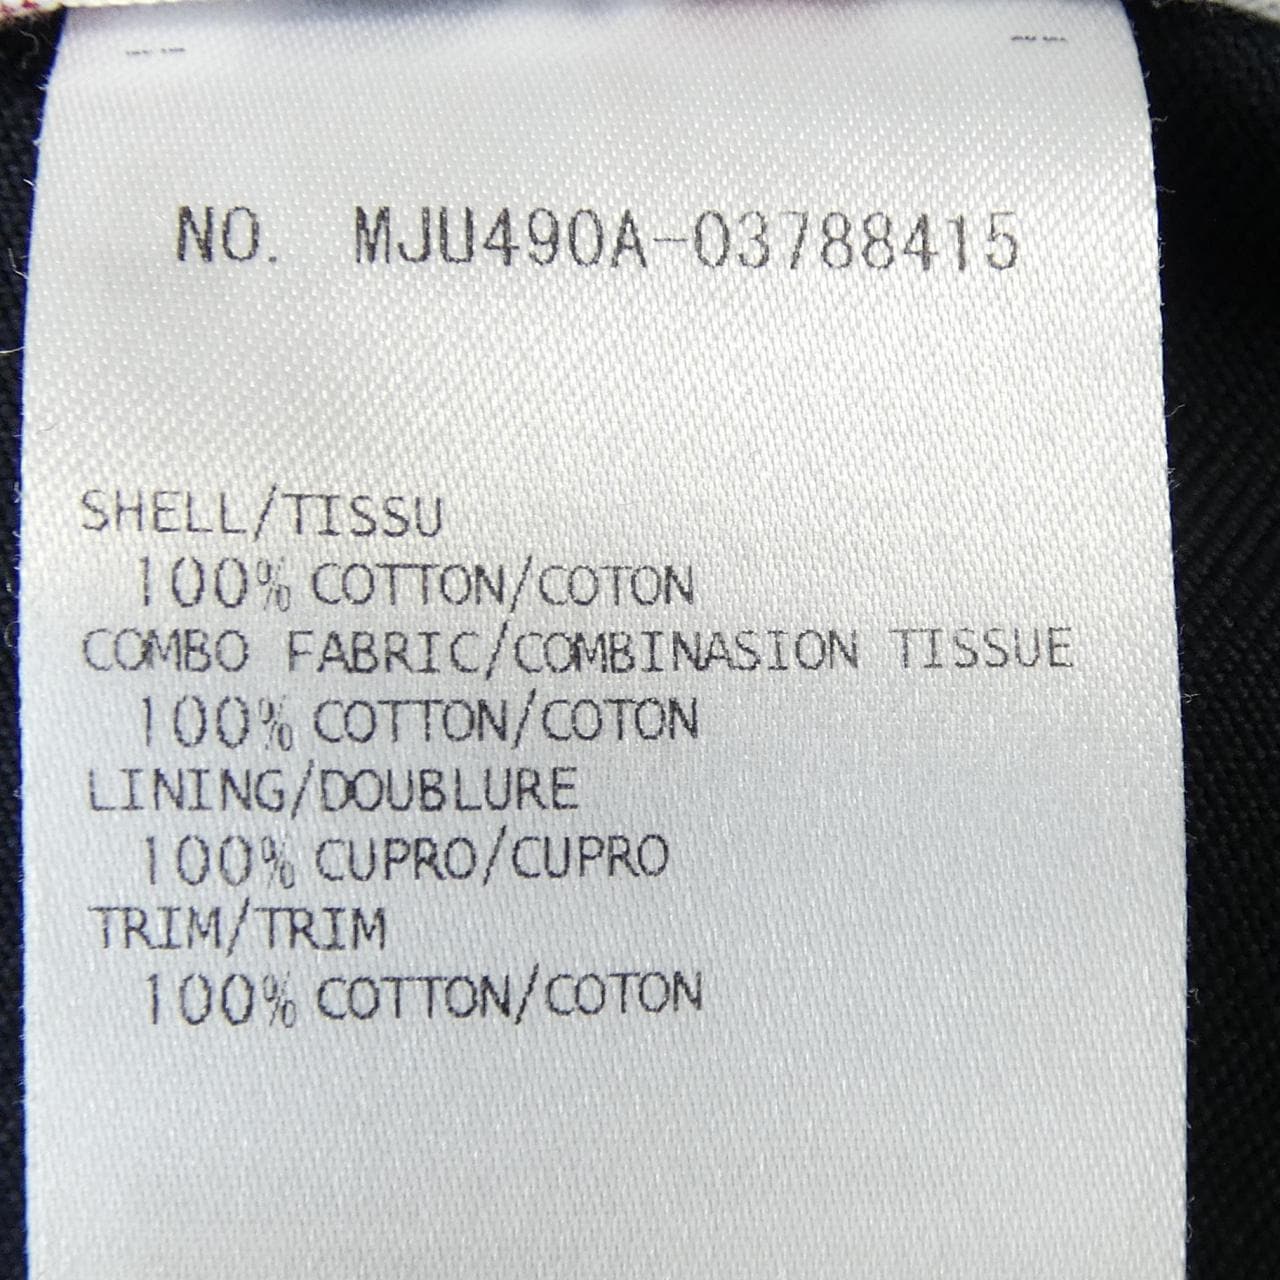 NO. MJU490A-03788415
SHELL/TISSU
100% COTTON/COTON
COMBO FABRIC/COMBINASION TISSUE
100% COTTON/COTON
LINING/DOUBLURE
100% CUPRO/CUPRO
TRIM/TRIM
100% COTTON/COTON